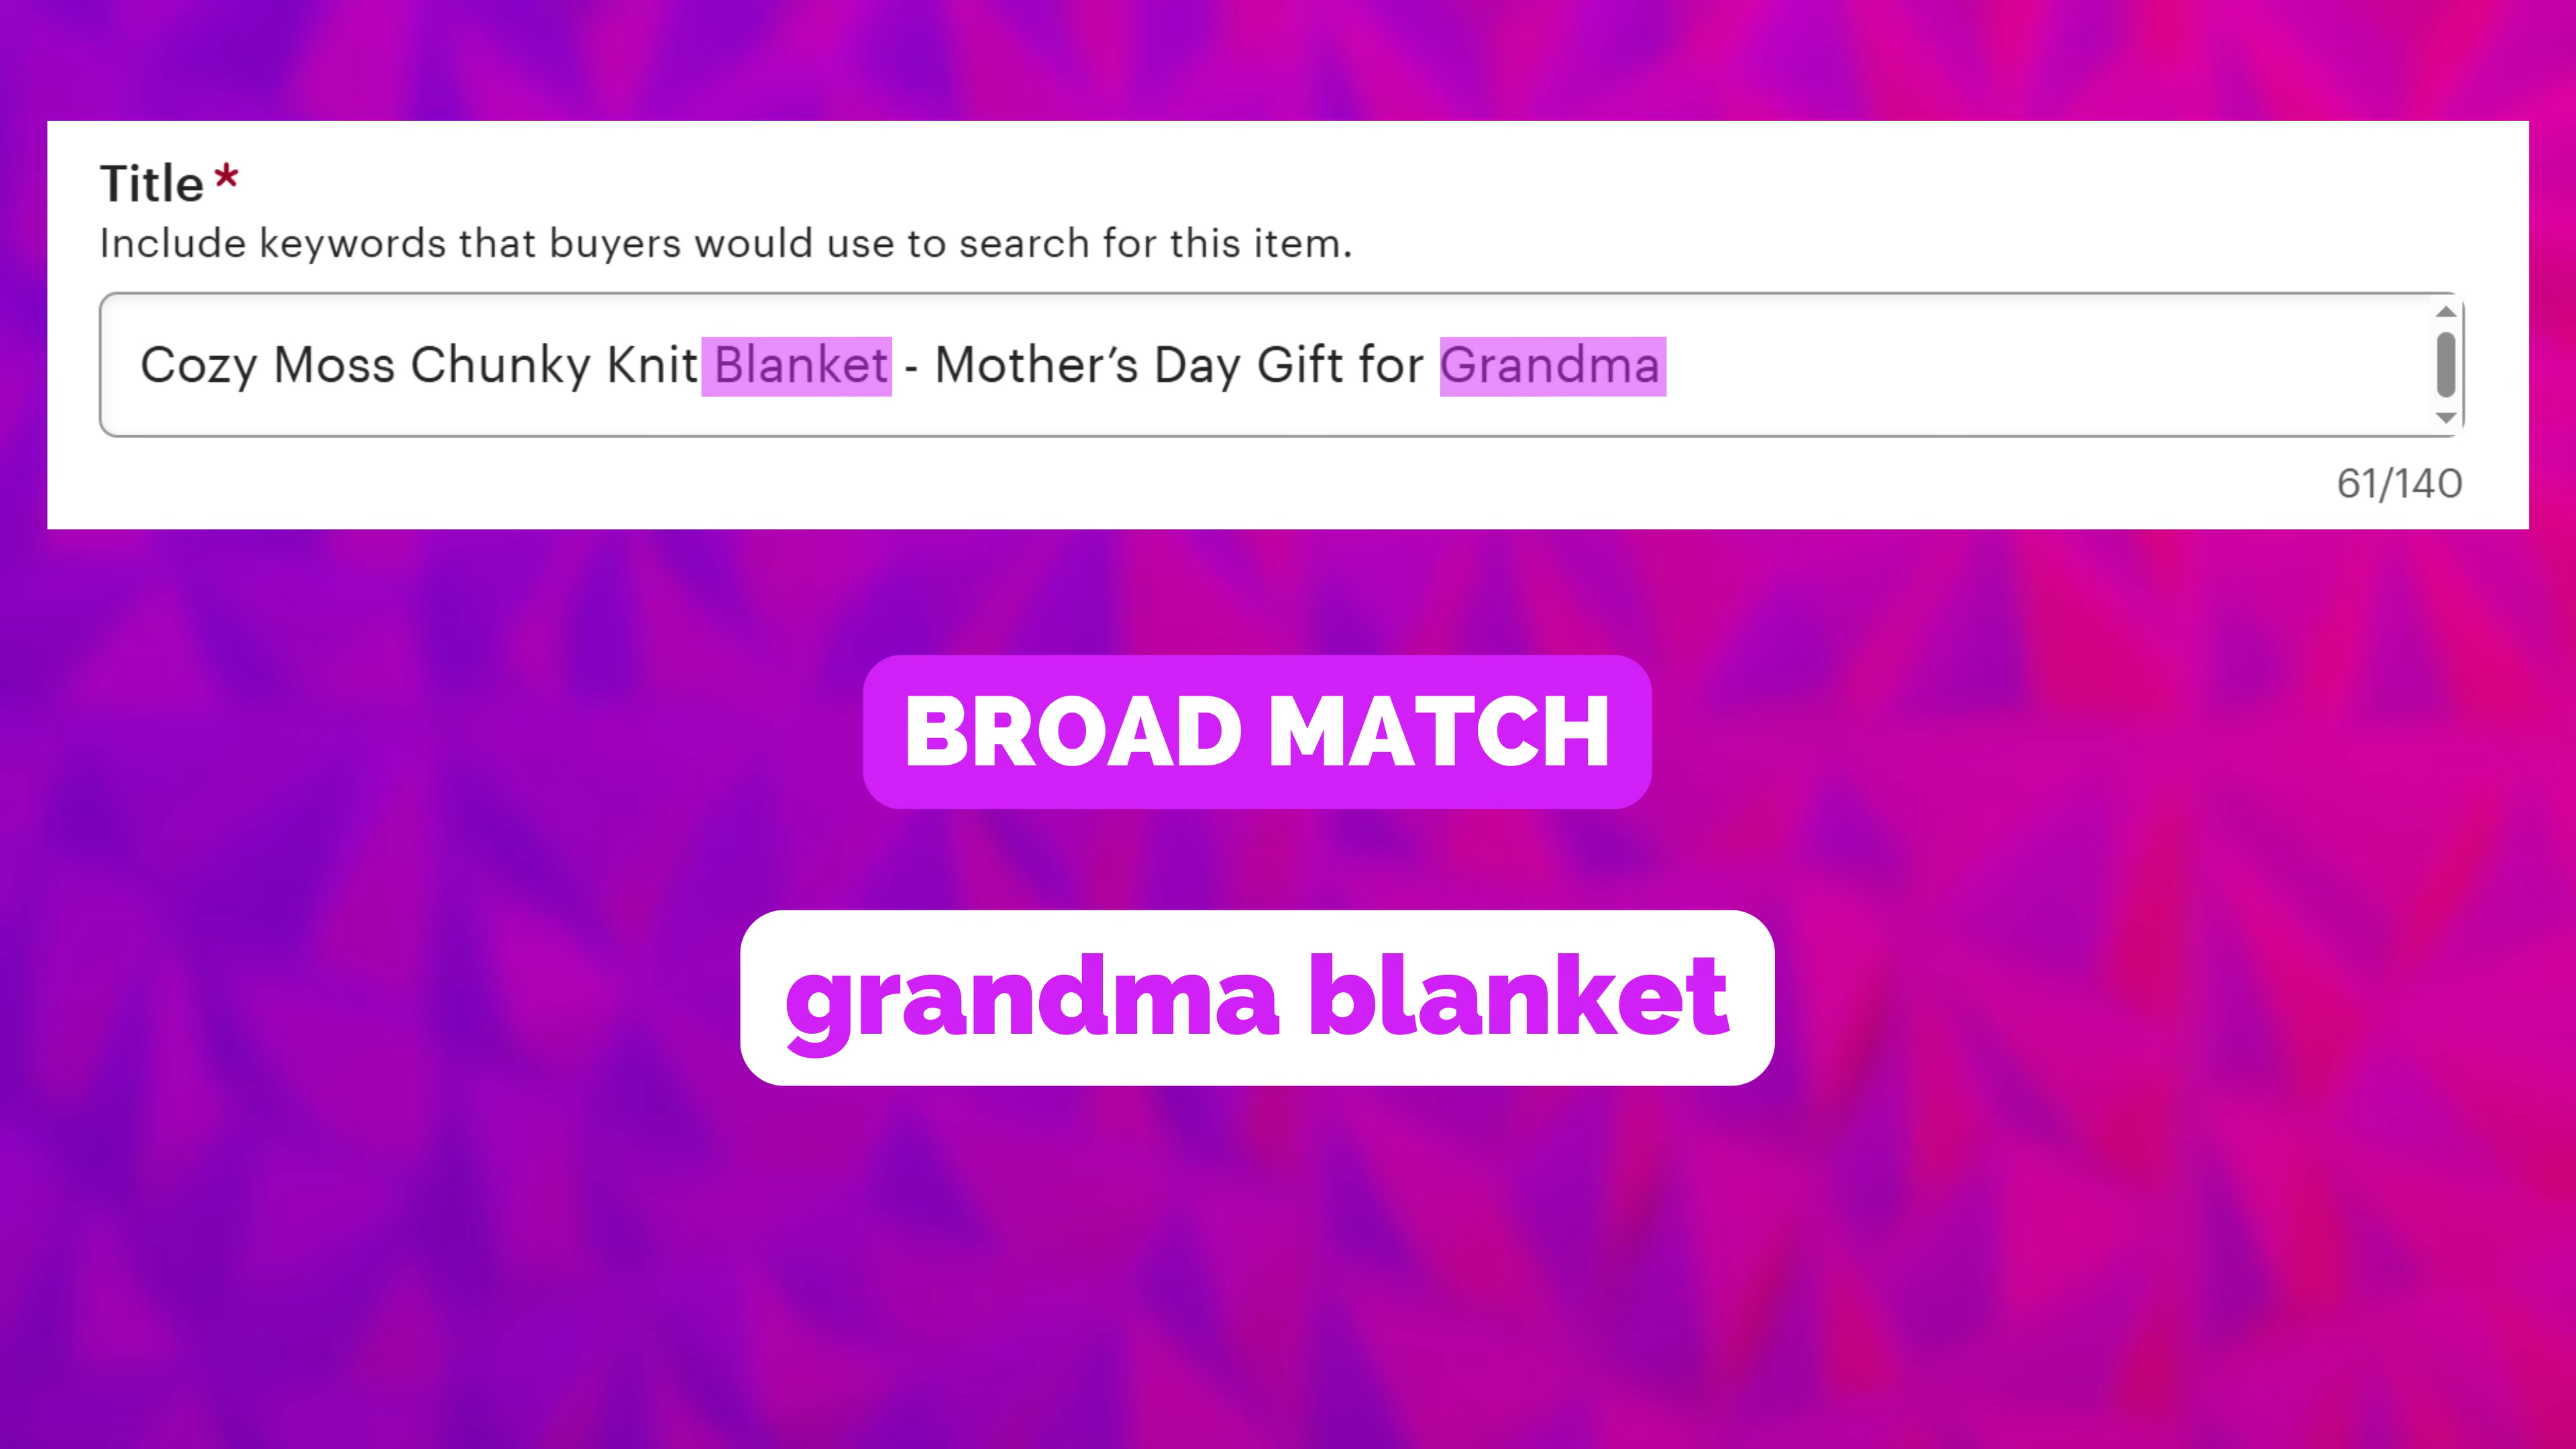 Title *
Include keywords that buyers would use to search for this item.
Cozy Moss Chunky Knit Blanket - Mother’s Day Gift for Grandma
61/140
BROAD MATCH
grandma blanket